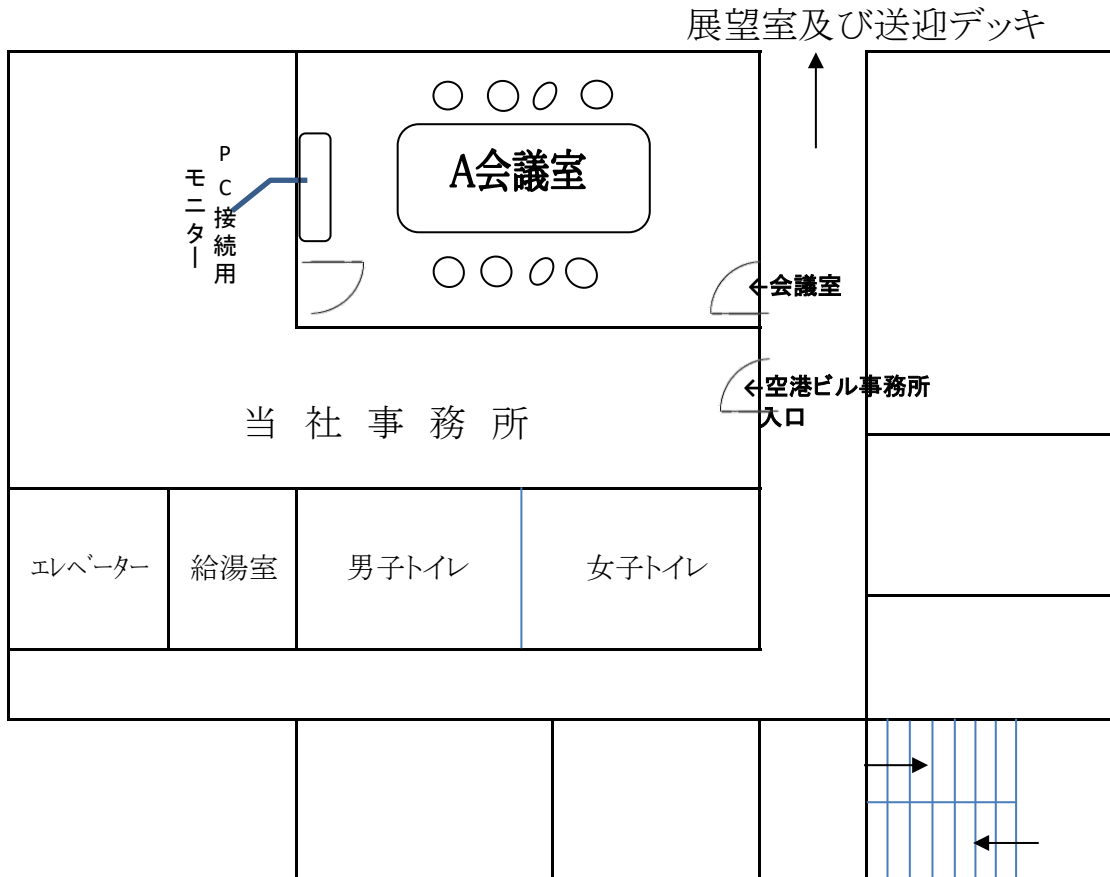 展望室及び送迎デッキ
A会議室
PC接続用
モニター
←会議室
←空港ビル事務所
入口
当社事務所
エレベーター
給湯室
男子トイレ
女子トイレ